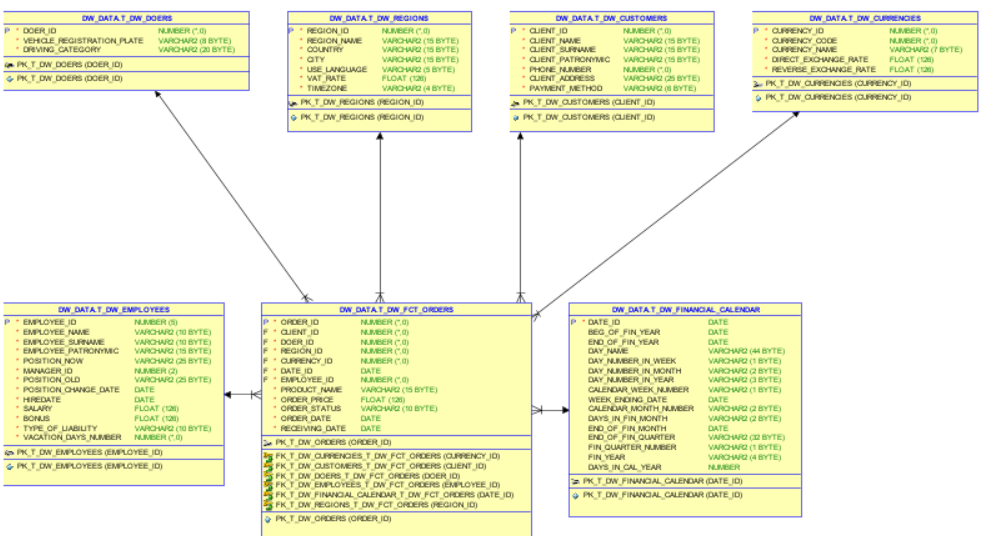 DW_DATA.T_DW_DOERS
P * DOER_ID NUMBER (*,0)
* VEHICLE_REGISTRATION_PLATE VARCHAR2 (8 BYTE)
* DRIVING_CATEGORY VARCHAR2 (20 BYTE)
PK_T_DW_DOERS (DOER_ID)
PK_T_DW_DOERS (DOER_ID)
DW_DATA.T_DW_REGIONS
P * REGION_ID NUMBER (*,0)
* REGION_NAME VARCHAR2 (15 BYTE)
* COUNTRY VARCHAR2 (15 BYTE)
* CITY VARCHAR2 (15 BYTE)
* USE_LANGUAGE VARCHAR2 (5 BYTE)
* VAT_RATE FLOAT (126)
* TIMEZONE VARCHAR2 (4 BYTE)
PK_T_DW_REGIONS (REGION_ID)
PK_T_DW_REGIONS (REGION_ID)
DW_DATA.T_DW_CUSTOMERS
P * CLIENT_ID NUMBER (*,0)
* CLIENT_NAME VARCHAR2 (15 BYTE)
* CLIENT_SURNAME VARCHAR2 (15 BYTE)
* CLIENT_PATRONYMIC VARCHAR2 (15 BYTE)
* PHONE_NUMBER NUMBER (*,0)
* CLIENT_ADDRESS VARCHAR2 (25 BYTE)
* PAYMENT_METHOD VARCHAR2 (6 BYTE)
PK_T_DW_CUSTOMERS (CLIENT_ID)
PK_T_DW_CUSTOMERS (CLIENT_ID)
DW_DATA.T_DW_CURRENCIES
P * CURRENCY_ID NUMBER (*,0)
* CURRENCY_CODE NUMBER (*,0)
* CURRENCY_NAME VARCHAR2 (7 BYTE)
* DIRECT_EXCHANGE_RATE FLOAT (126)
* REVERSE_EXCHANGE_RATE FLOAT (126)
PK_T_DW_CURRENCIES (CURRENCY_ID)
PK_T_DW_CURRENCIES (CURRENCY_ID)
DW_DATA.T_DW_EMPLOYEES
P * EMPLOYEE_ID NUMBER (5)
* EMPLOYEE_NAME VARCHAR2 (10 BYTE)
* EMPLOYEE_SURNAME VARCHAR2 (10 BYTE)
* EMPLOYEE_PATRONYMIC VARCHAR2 (15 BYTE)
* POSITION_NOW VARCHAR2 (25 BYTE)
* MANAGER_ID NUMBER (2)
* POSITION_OLD VARCHAR2 (25 BYTE)
* POSITION_CHANGE_DATE DATE
* HIREDATE DATE
* SALARY FLOAT (126)
* BONUS FLOAT (126)
* TYPE_OF_LIABILITY VARCHAR2 (10 BYTE)
* VACATION_DAYS_NUMBER NUMBER (*,0)
PK_T_DW_EMPLOYEES (EMPLOYEE_ID)
PK_T_DW_EMPLOYEES (EMPLOYEE_ID)
DW_DATA.T_DW_FCT_ORDERS
P * ORDER_ID NUMBER (*,0)
F * CLIENT_ID NUMBER (*,0)
F * DOER_ID NUMBER (*,0)
F * REGION_ID NUMBER (*,0)
F * CURRENCY_ID NUMBER (*,0)
F * DATE_ID DATE
F * EMPLOYEE_ID NUMBER (*,0)
* PRODUCT_NAME VARCHAR2 (15 BYTE)
* ORDER_PRICE FLOAT (126)
* ORDER_STATUS VARCHAR2 (10 BYTE)
* ORDER_DATE DATE
* RECEIVING_DATE DATE
PK_T_DW_ORDERS (ORDER_ID)
FK_T_DW_CURRENCIES_T_DW_FCT_ORDERS (CURRENCY_ID)
FK_T_DW_CUSTOMERS_T_DW_FCT_ORDERS (CLIENT_ID)
FK_T_DW_DOERS_T_DW_FCT_ORDERS (DOER_ID)
FK_T_DW_EMPLOYEES_T_DW_FCT_ORDERS (EMPLOYEE_ID)
FK_T_DW_FINANCIAL_CALENDAR_T_DW_FCT_ORDERS (DATE_ID)
FK_T_DW_REGIONS_T_DW_FCT_ORDERS (REGION_ID)
PK_T_DW_ORDERS (ORDER_ID)
DW_DATA.T_DW_FINANCIAL_CALENDAR
P * DATE_ID DATE
BEG_OF_FIN_YEAR DATE
END_OF_FIN_YEAR DATE
DAY_NAME VARCHAR2 (44 BYTE)
DAY_NUMBER_IN_WEEK VARCHAR2 (1 BYTE)
DAY_NUMBER_IN_MONTH VARCHAR2 (2 BYTE)
DAY_NUMBER_IN_YEAR VARCHAR2 (3 BYTE)
CALENDAR_WEEK_NUMBER VARCHAR2 (1 BYTE)
WEEK_ENDING_DATE DATE
CALENDAR_MONTH_NUMBER VARCHAR2 (2 BYTE)
DAYS_IN_FIN_MONTH VARCHAR2 (2 BYTE)
END_OF_FIN_MONTH DATE
END_OF_FIN_QUARTER VARCHAR2 (32 BYTE)
FIN_QUARTER_NUMBER VARCHAR2 (1 BYTE)
FIN_YEAR VARCHAR2 (4 BYTE)
DAYS_IN_CAL_YEAR NUMBER
PK_T_DW_FINANCIAL_CALENDAR (DATE_ID)
PK_T_DW_FINANCIAL_CALENDAR (DATE_ID)